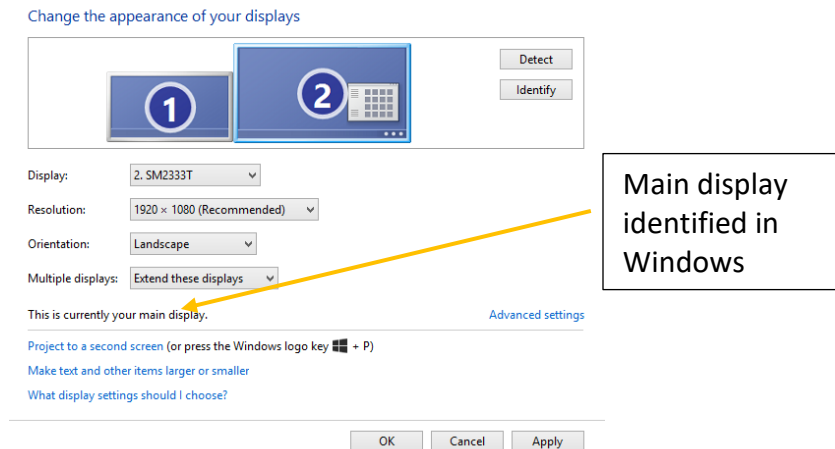 Change the appearance of your displays
Detect
Identify
1
2
Display: 2. SM2333T
Resolution: 1920 × 1080 (Recommended)
Orientation: Landscape
Multiple displays: Extend these displays
This is currently your main display. Advanced settings
Project to a second screen (or press the Windows logo key + P)
Make text and other items larger or smaller
What display settings should I choose?
OK Cancel Apply
Main display
identified in
Windows